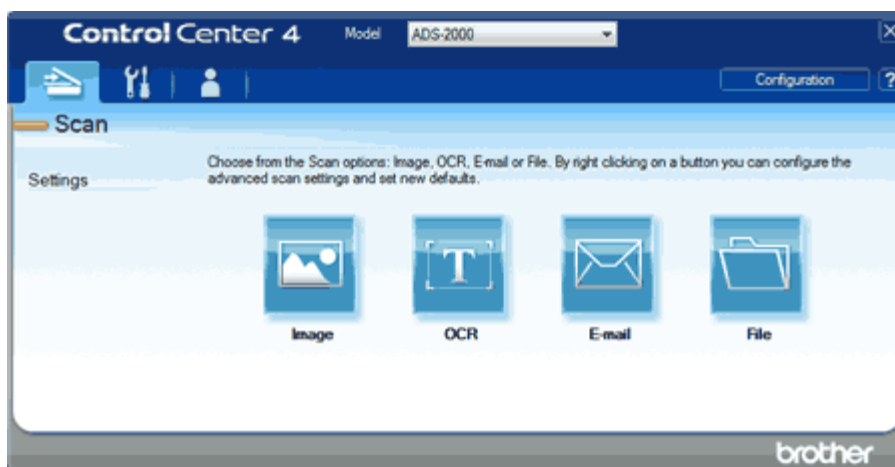 Control Center 4 Model ADS-2000
Configuration ?
Scan
Choose from the Scan options: Image, OCR, E-mail or File. By right clicking on a button you can configure the
Settings
advanced scan settings and set new defaults.
T
Image OCR E-mail File
brother